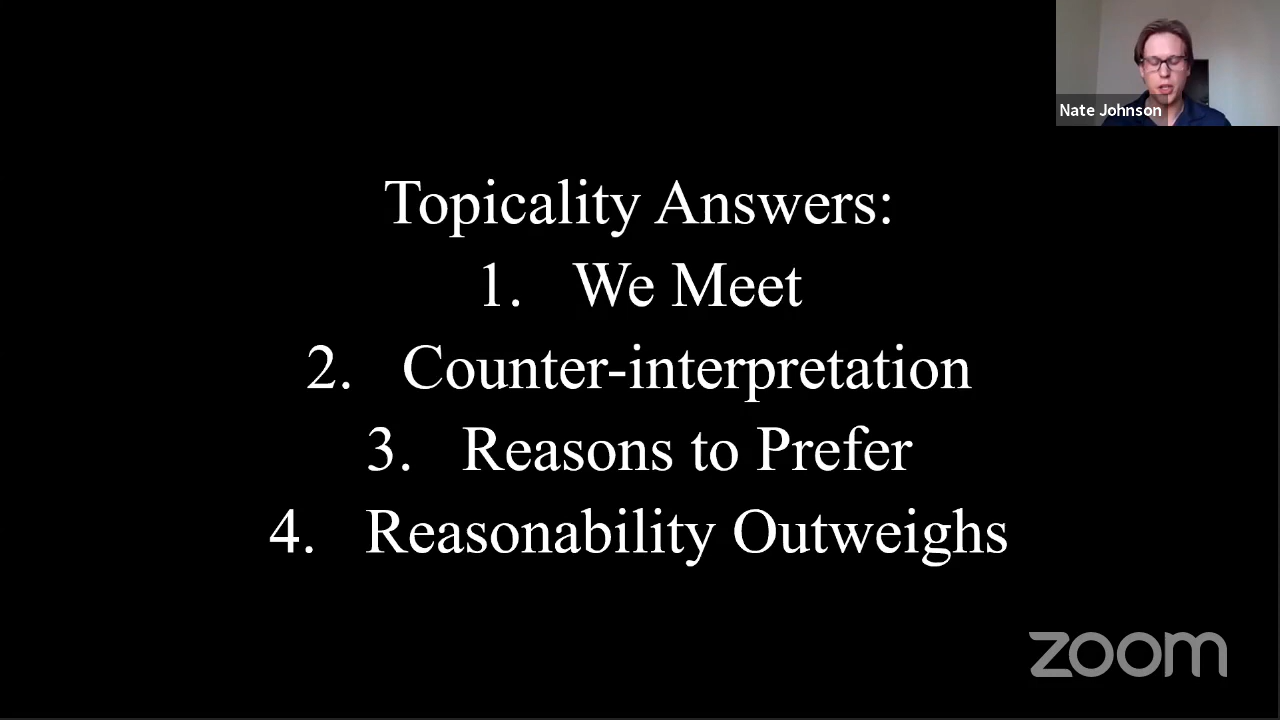 Nate Johnson
Topicality Answers:
1. We Meet
2. Counter-interpretation
3. Reasons to Prefer
4. Reasonability Outweighs
zoom